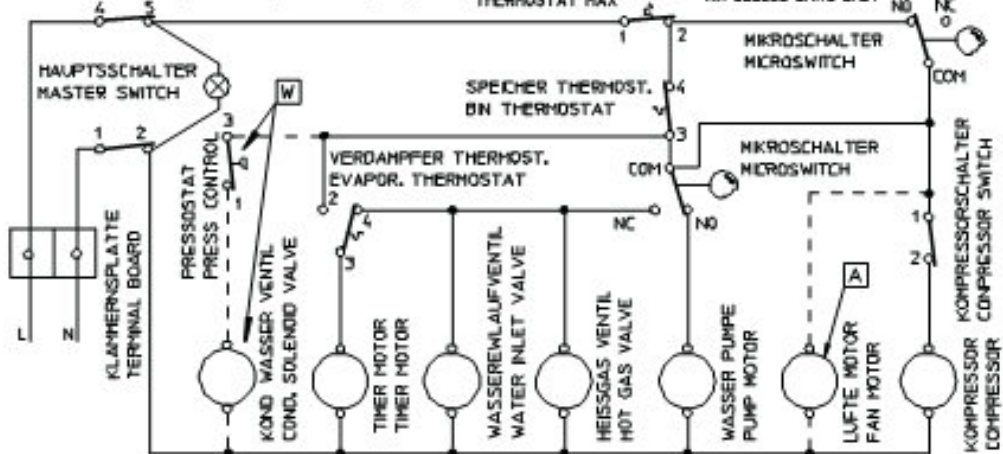 THERMOSTAT MAX
4 5
1 2
NO NC
HAUPTSSCHALTER
MASTER SWITCH
W
SPEICHER THERMOST.
BIN THERMOSTAT
4
3
MIKROSCHALTER
MICROSWITCH
COM
1 2
3
1
PRESSOSTAT
PRESS CONTROL
VERDAMPFER THERMOST.
EVAPOR. THERMOSTAT
2
4
3
COM
MIKROSCHALTER
MICROSWITCH
NC
NO
A
1
2
KOMPRESSORSCHALTER
CONPRESSOR SWITCH
L N
KLAMMERNSPLATTE
TERMINAL BOARD
KOND WASSER VENTIL
COND. SOLENOID VALVE
TIMER MOTOR
TIMER MOTOR
WASSEREWLAUFVENTIL
WATER INLET VALVE
HEISSGAS VENTIL
HOT GAS VALVE
WASSER PUMPE
PUMP MOTOR
LUFTE MOTOR
FAN MOTOR
KOMPRESSOR
COMPRESSOR